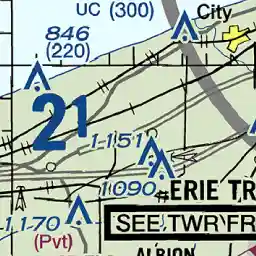 UC (300)
City
846
(220)
21
1151
1090
ERIE TR
1170
SEE TWR FR
(Pvt)
ALBION